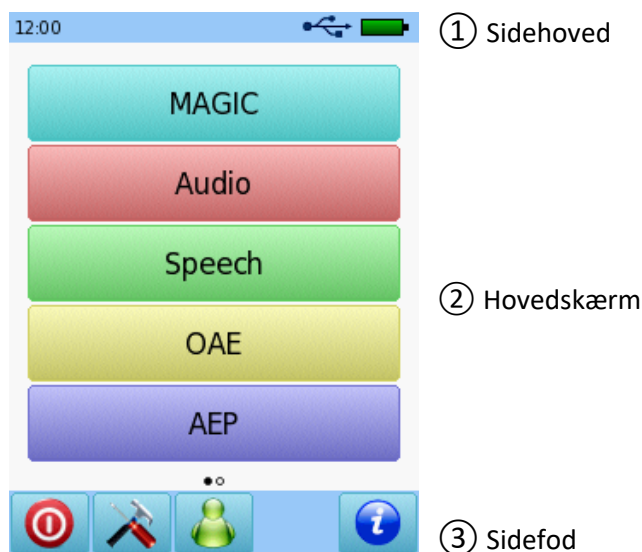 12:00
① Sidehoved
MAGIC
Audio
Speech
② Hovedskærm
OAE
AEP
③ Sidefod